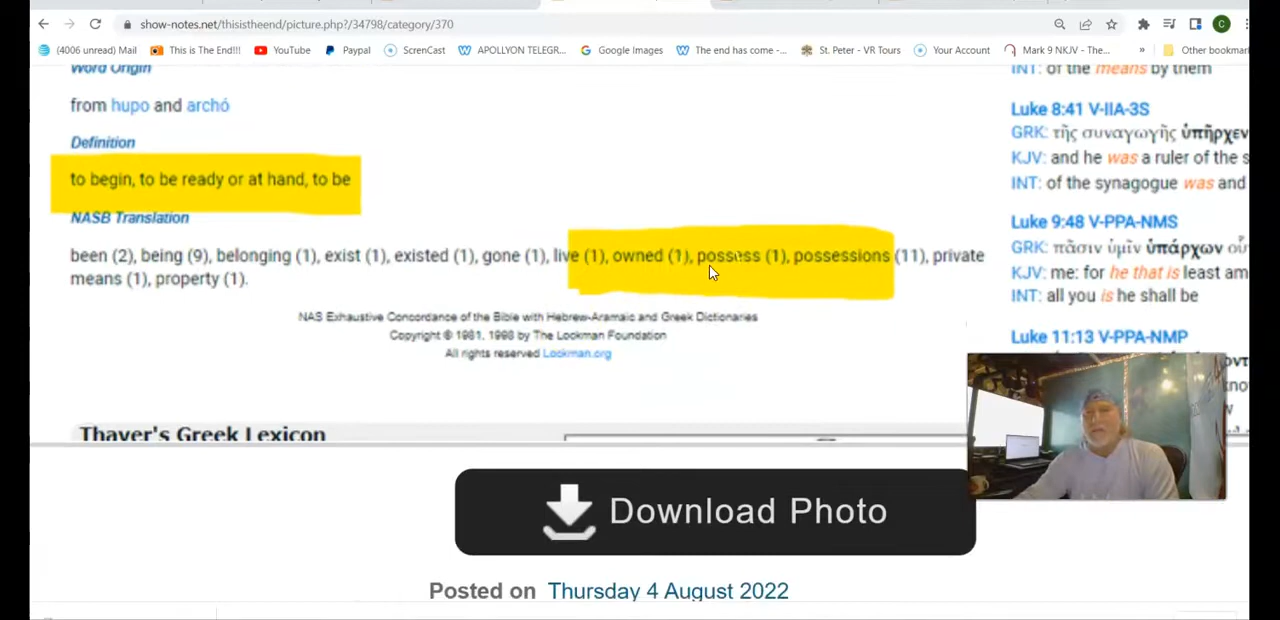 show-notes.net/thisistheend/picture.php?/34798/category/370
C
(4006 unread) Mail
This is The End!!!
YouTube
Paypal
ScrenCast
APOLLYON TELEGR...
Google Images
The end has come -...
St. Peter - VR Tours
Your Account
Mark 9 NKJV - The...
»
Other bookmar
Word Origin
from hupo and archó
Definition
to begin, to be ready or at hand, to be
NASB Translation
been (2), being (9), belonging (1), exist (1), existed (1), gone (1), live (1), owned (1), possess (1), possessions (11), private
means (1), property (1).
NAS Exhaustive Concordance of the Bible with Hebrew-Aramaic and Greek Dictionaries
Copyright © 1981, 1998 by The Lockman Foundation
All rights reserved Lockman.org
Thayer's Greek Lexicon
INT: of the means by them
Luke 8:41 V-IIA-3S
GRK: τῆς συναγωγῆς ὑπῆρχεν
KJV: and he was a ruler of the s
INT: of the synagogue was and
Luke 9:48 V-PPA-NMS
GRK: πᾶσιν ὑμῖν ὑπάρχων οὗ
KJV: me: for he that is least am
INT: all you is he shall be
Luke 11:13 V-PPA-NMP
Download Photo
Posted on Thursday 4 August 2022